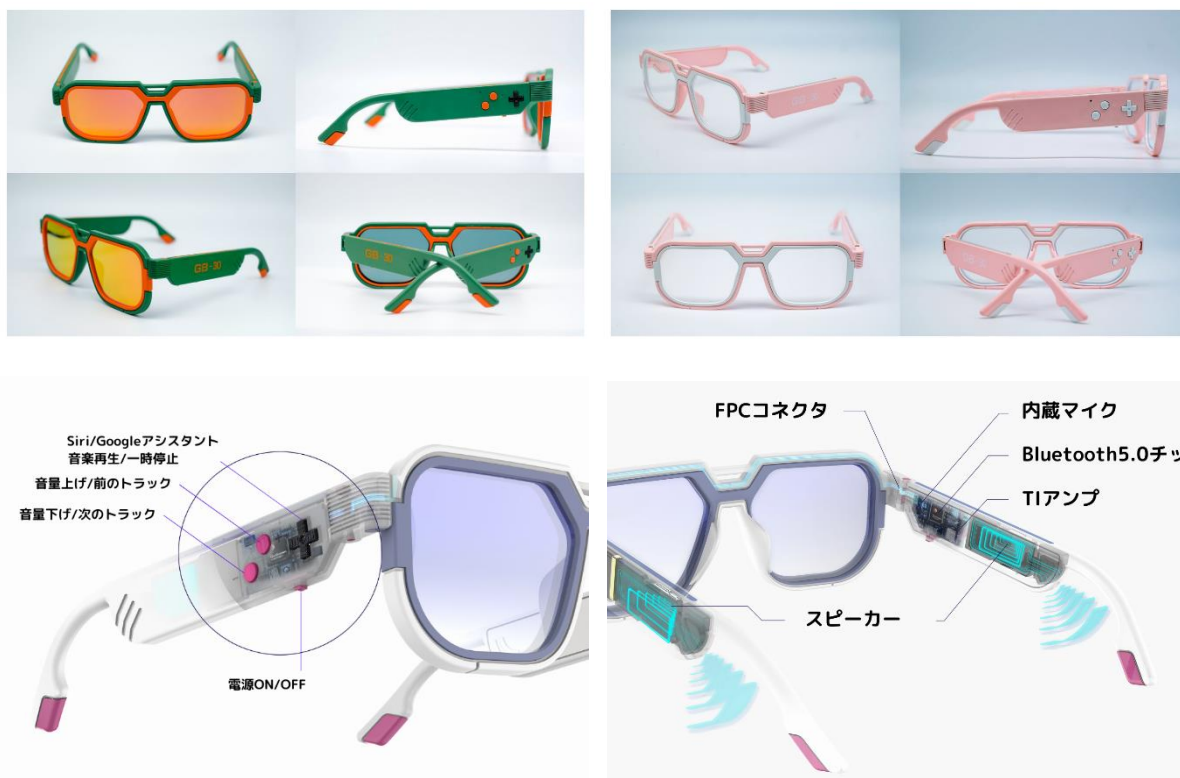 GB-30
GB-30
Siri/Googleアシスタント
音楽再生/一時停止
音量上げ/前のトラック
音量下げ/次のトラック
電源ON/OFF
FPCコネクタ
内蔵マイク
Bluetooth5.0チッ
TIアンプ
スピーカー